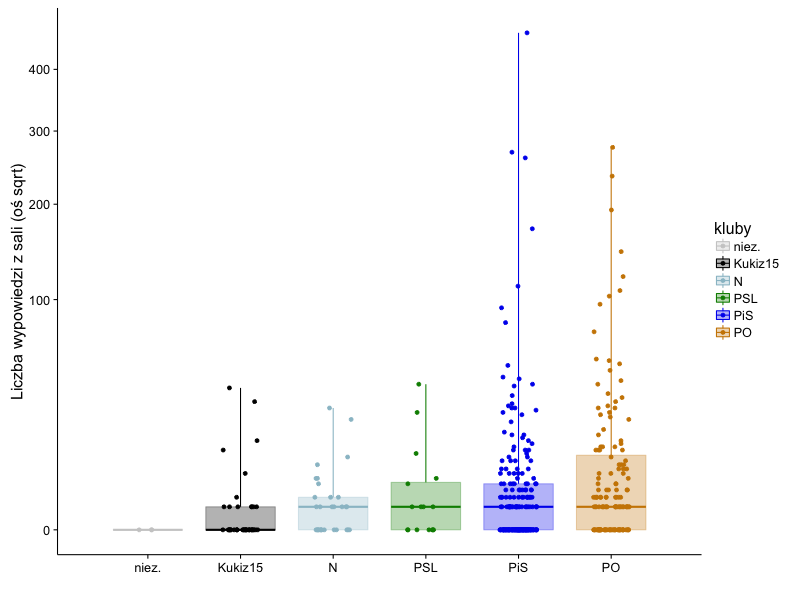 Liczba wypowiedzi z sali (oś sqrt)
400
300
200
100
0
niez.
Kukiz15
N
PSL
PiS
PO
kluby
niez.
Kukiz15
N
PSL
PiS
PO